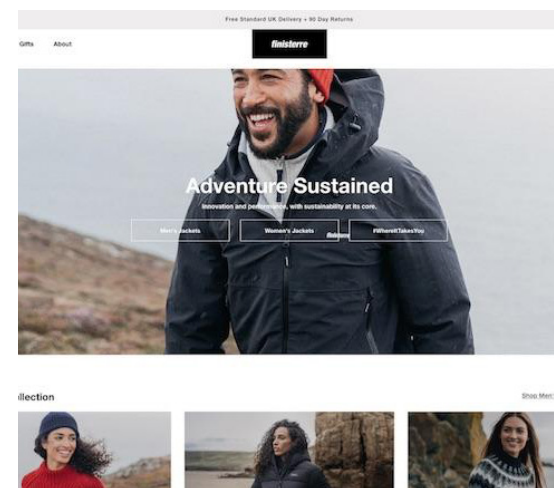 Free Standard UK Delivery + 90 Day Returns
Gifts About
finisterre
Adventure Sustained
Innovation and performance, with sustainability at its core.
Men's Jackets Women's Jackets #WhereItTakesYou
finisterre
llection Shop Men'